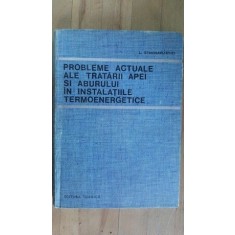 PROBLEME ACTUALE
ALE TRATĂRII APEI
ȘI ABURULUI
ÎN INSTALAȚIILE
TERMOENERGETICE
EDITURA TEHNICĂ